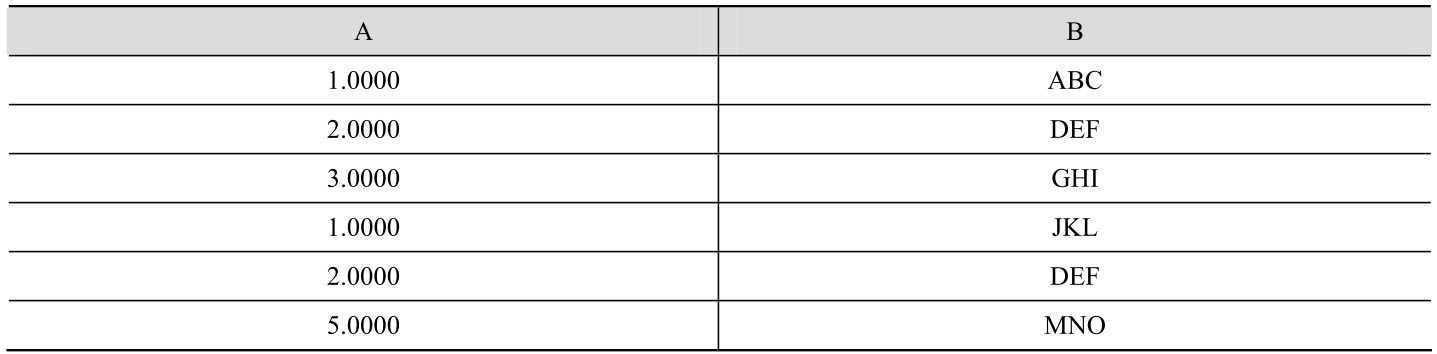 A B
1.0000 ABC
2.0000 DEF
3.0000 GHI
1.0000 JKL
2.0000 DEF
5.0000 MNO